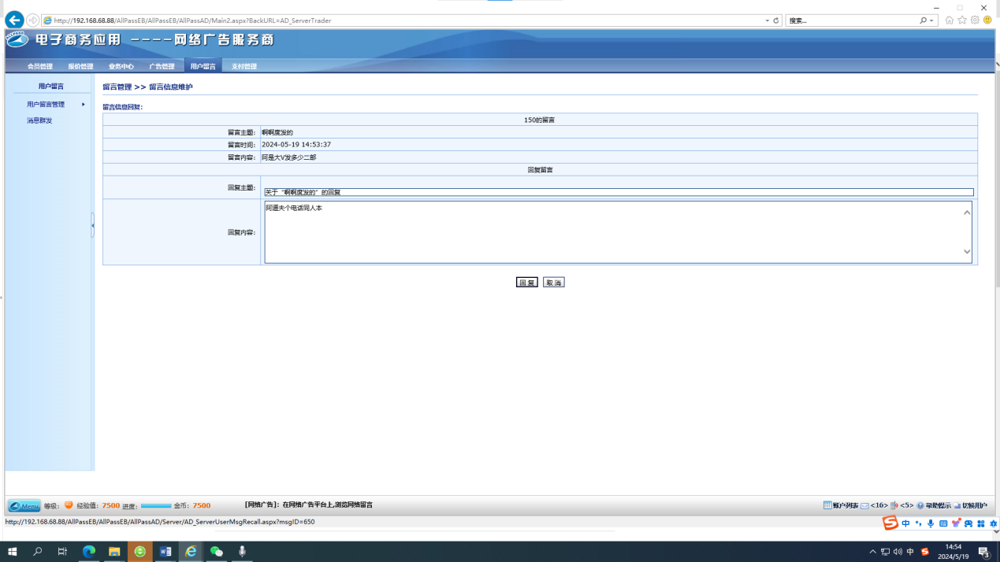 http://192.168.68.88/AllPassEB/AllPassEB/AllPassAD/Main2.aspx?BackURL=AD_ServerTrader
搜索...
电子商务应用 ----网络广告服务商
会员管理 报价管理 业务中心 广告管理 用户留言 支付管理
用户留言
用户留言管理
消息群发
留言管理 >> 留言信息维护
留言信息回复:
150的留言
留言主题: 啊啊度发的
留言时间: 2024-05-19 14:53:37
留言内容: 阿是大V发多少二部
回复留言
回复主题: 关于“啊啊度发的”的回复
回复内容: 阿道夫个电话同人本
回 复 取 消
Menu 等级: 经验值: 7500 进度: 金币: 7500 [网络广告]: 在网络广告平台上,浏览网络留言 账户列表 <16> <5> 帮助提示 切换用户
http://192.168.68.88/AllPassEB/AllPassEB/AllPassAD/Server/AD_ServerUserMsgRecall.aspx?msgID=650
中
中
14:54
2024/5/19
3